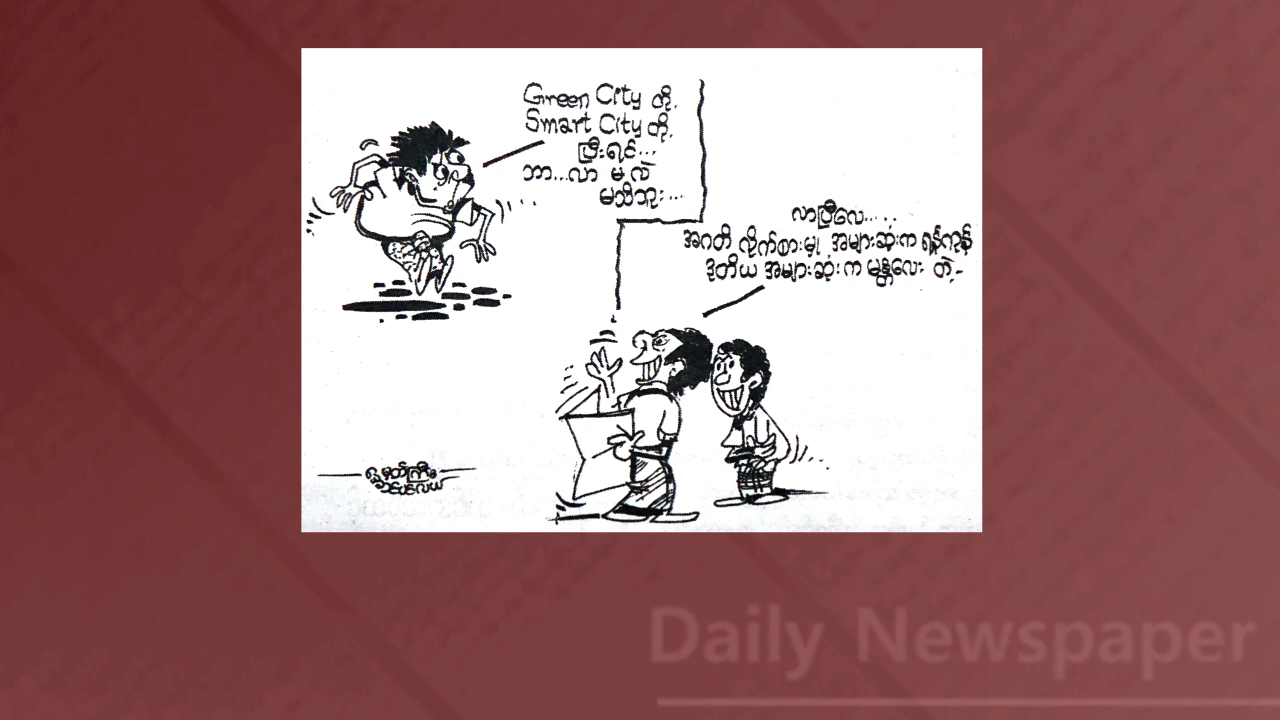 Green City တို့,
Smart City တို့,
ပြီးရင်...
ဘာ...လာ မလဲ
မသိဘူး....
လာပြီလေ.....
အဂတိ လိုက်စားမှု အများဆုံးက ရန်ကုန်
ဒုတိယ အများဆုံးက မန္တလေး တဲ့-
Daily Newspaper